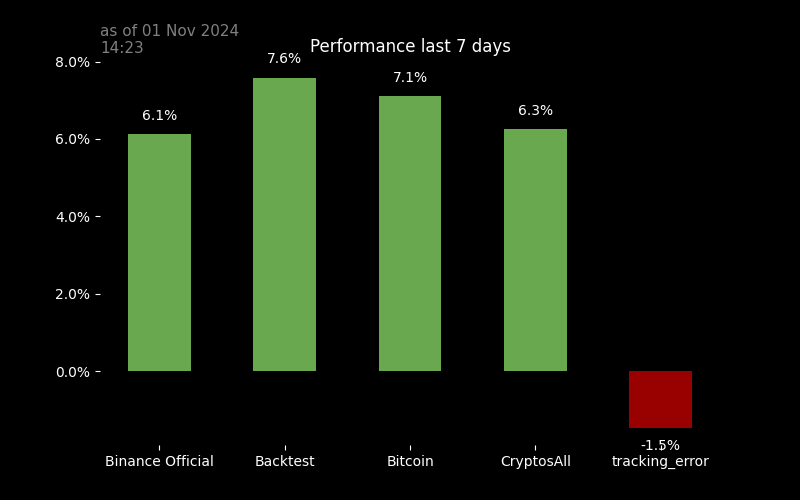 as of 01 Nov 2024
14:23
Performance last 7 days
8.0%
6.0%
4.0%
2.0%
0.0%
6.1%
7.6%
7.1%
6.3%
-1.5%
Binance Official
Backtest
Bitcoin
CryptosAll
tracking_error